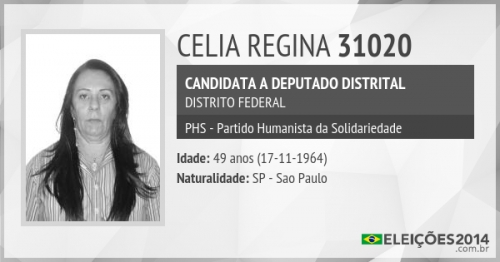 CELIA REGINA 31020
CANDIDATA A DEPUTADO DISTRITAL
DISTRITO FEDERAL
PHS - Partido Humanista da Solidariedade
Idade: 49 anos (17-11-1964)
Naturalidade: SP - Sao Paulo
ELEIÇÕES2014
.com.br